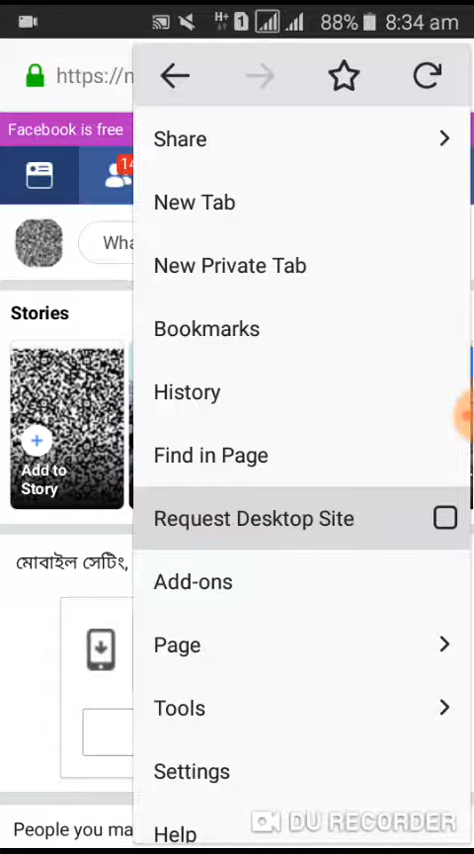 H+ 1 88% 8:34 am
https://m
Facebook is free
14
Wha
Stories
Add to
Story
মোবাইল সেটিং,
People you ma
Share
New Tab
New Private Tab
Bookmarks
History
Find in Page
Request Desktop Site
Add-ons
Page
Tools
Settings
Help
DU RECORDER